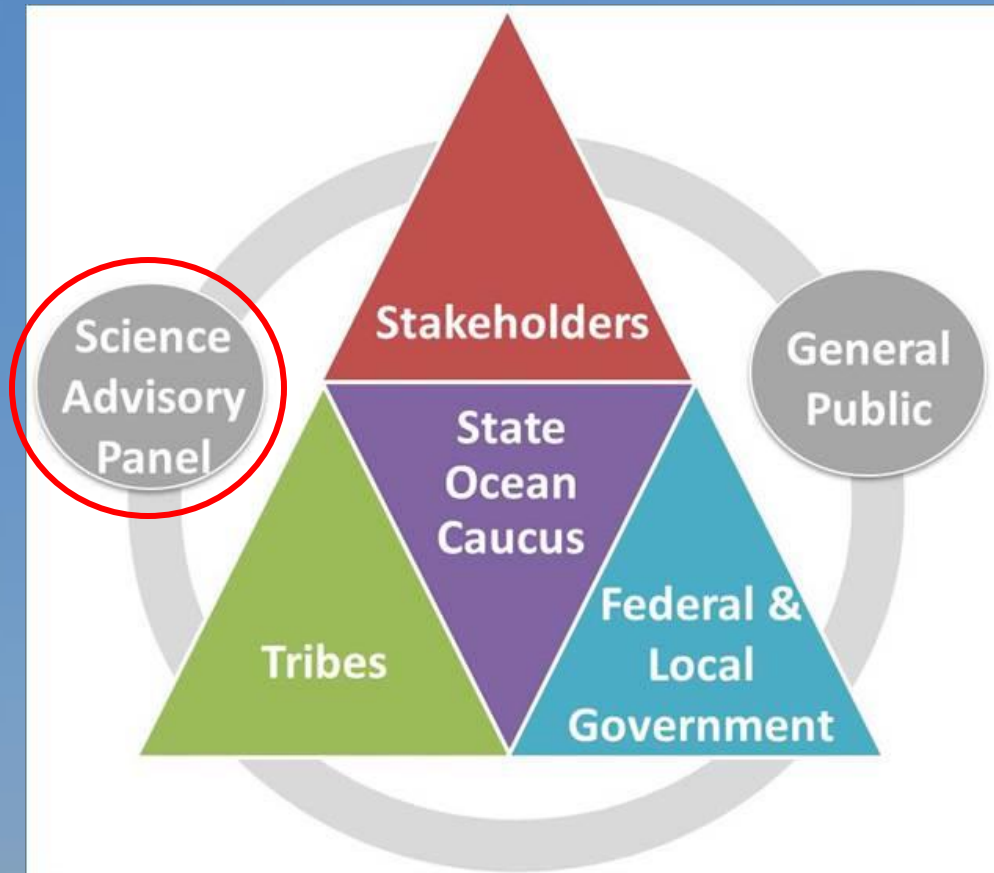 Stakeholders
Science
Advisory
Panel
General
Public
State
Ocean
Caucus
Tribes
Federal &
Local
Government